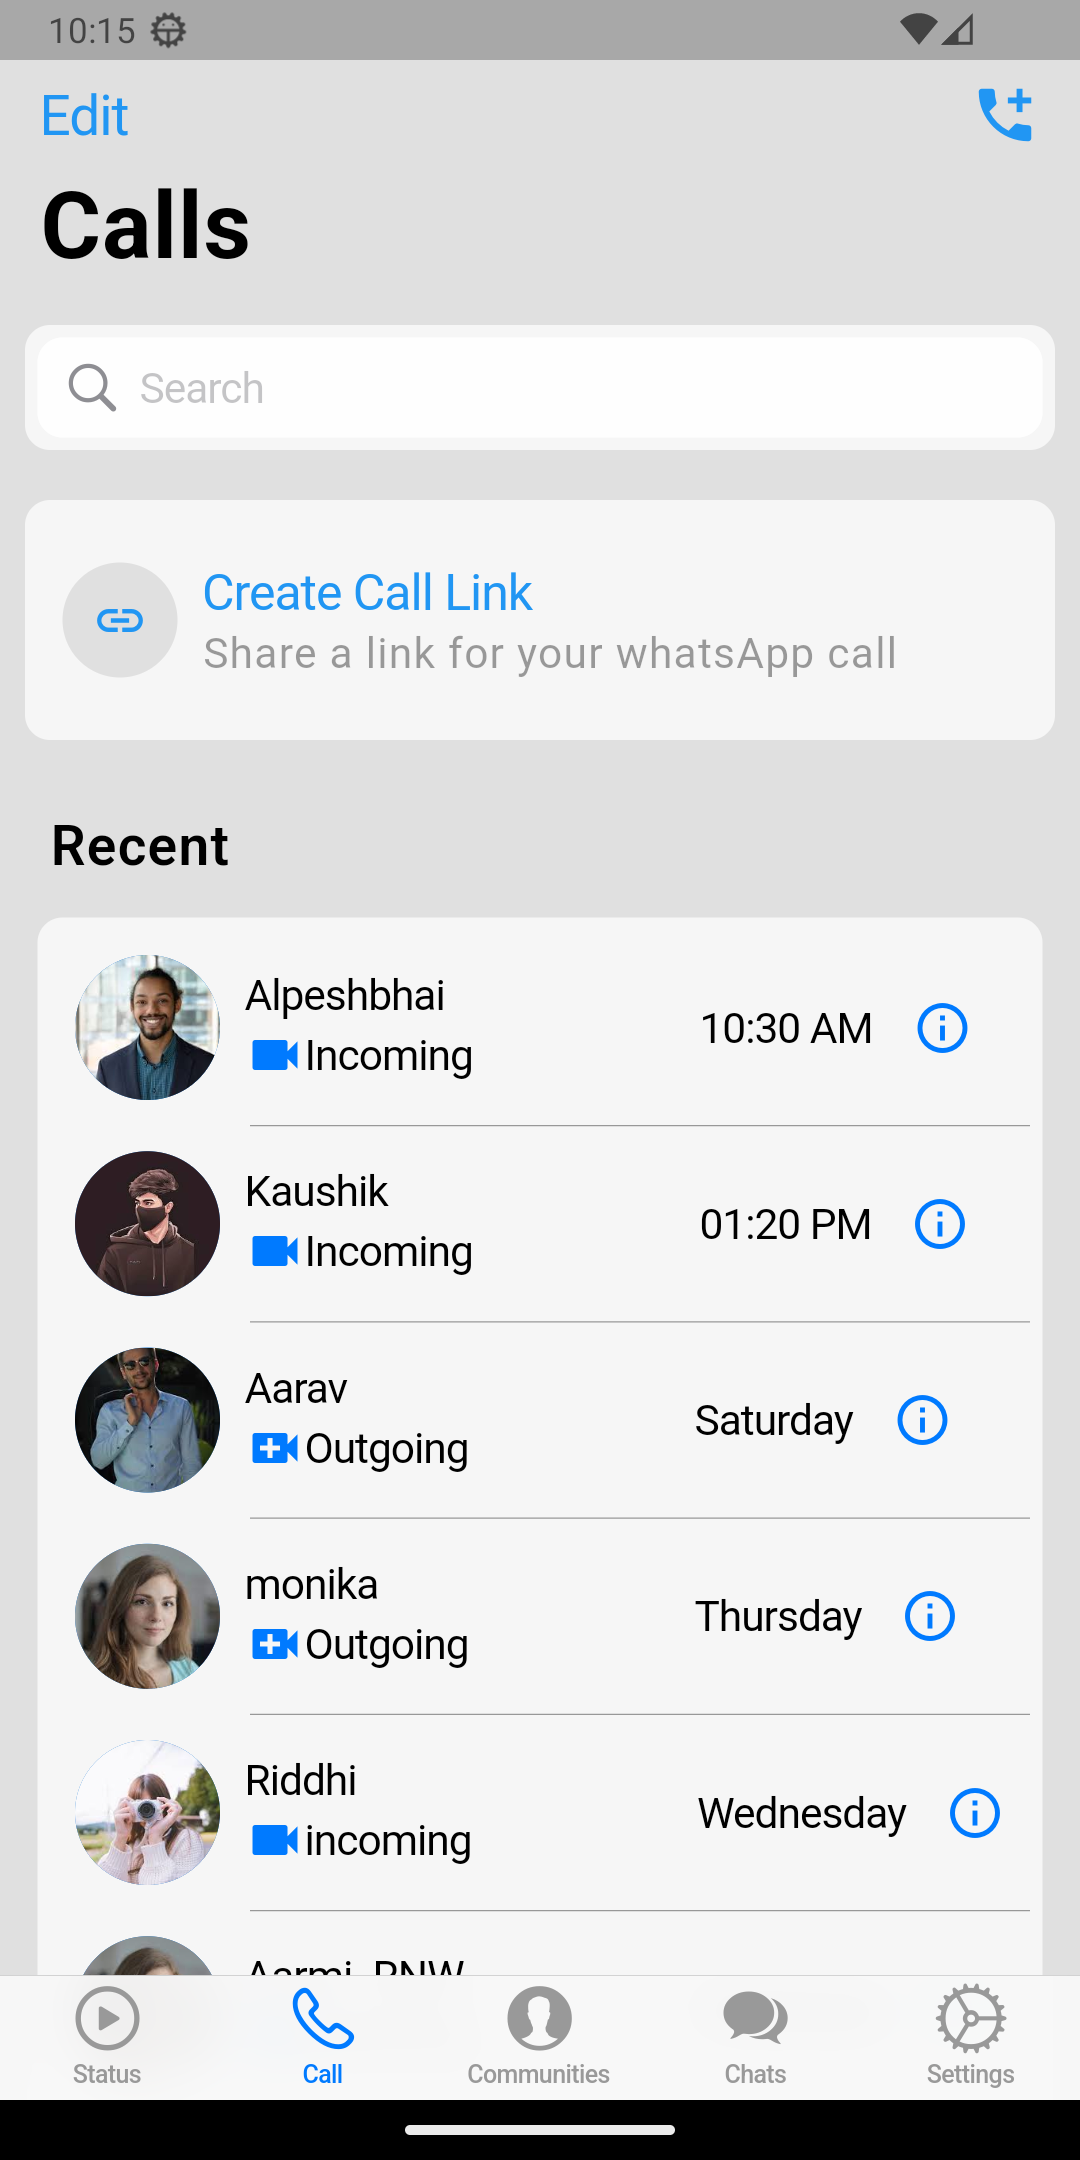 10:15
Edit
Calls
Search
Create Call Link
Share a link for your whatsApp call
Recent
Alpeshbhai
Incoming
10:30 AM
Kaushik
Incoming
01:20 PM
Aarav
Outgoing
Saturday
monika
Outgoing
Thursday
Riddhi
incoming
Wednesday
Status
Call
Communities
Chats
Settings